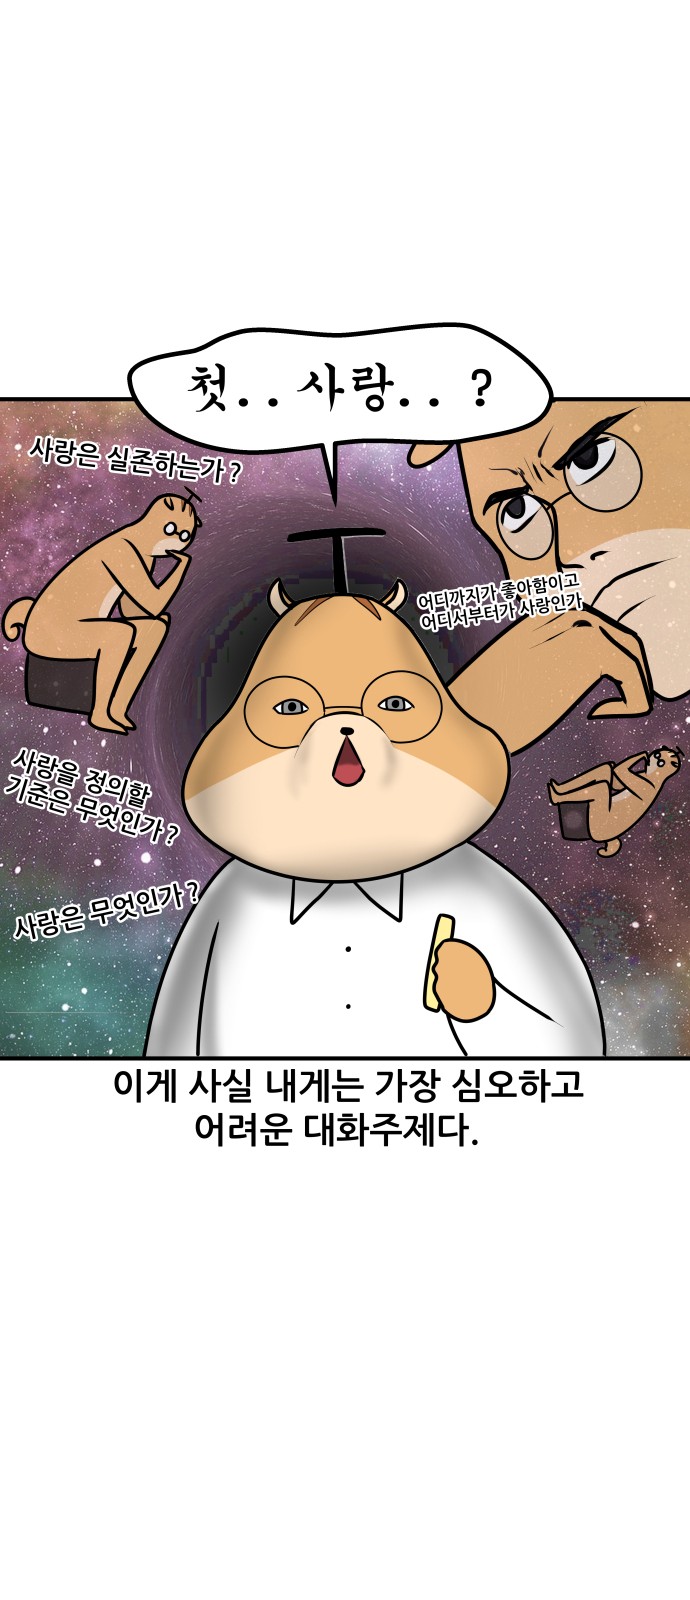 첫.. 사랑.. ?
사랑은 실존하는가?
어디까지가 좋아함이고
어디서부터가 사랑인가
사랑을 정의할
기준은 무엇인가?
사랑은 무엇인가?
이게 사실 내게는 가장 심오하고
어려운 대화주제다.